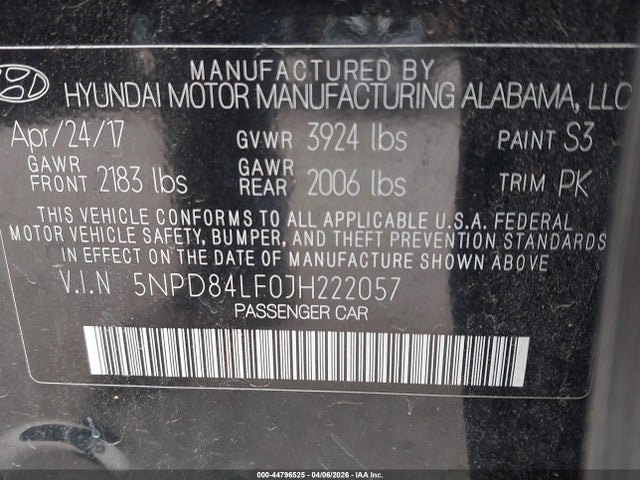 MANUFACTURED BY
HYUNDAI MOTOR MANUFACTURING ALABAMA, LLC
Apr/24/17 GVWR 3924 lbs PAINT S3
GAWR FRONT 2183 lbs GAWR REAR 2006 lbs TRIM PK
THIS VEHICLE CONFORMS TO ALL APPLICABLE U.S.A. FEDERAL
MOTOR VEHICLE SAFETY, BUMPER, AND THEFT PREVENTION STANDARDS
IN EFFECT ON THE DATE OF MANUFACTURE SHOWN ABOVE
V.I.N 5NPD84LF0JH222057
PASSENGER CAR
000-44796525 | 04/06/2026 | IAA Inc.